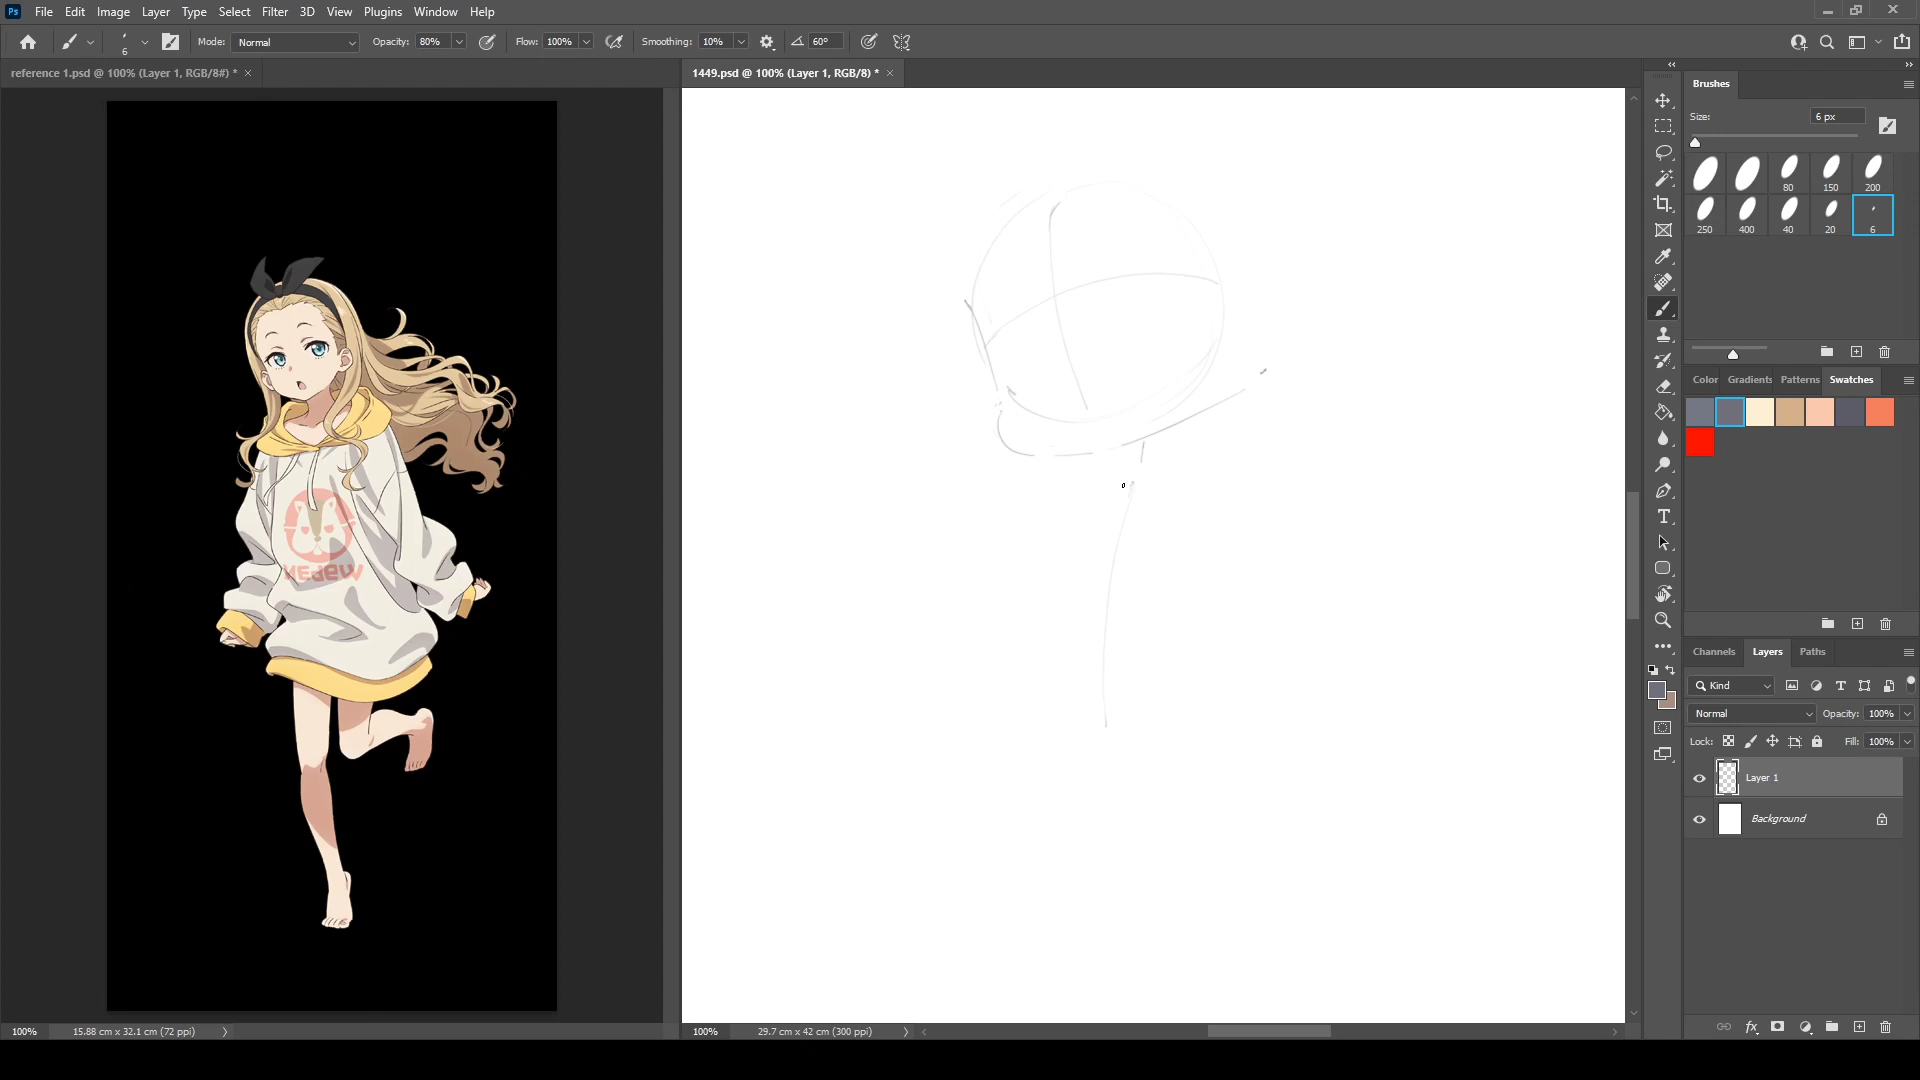 Ps File Edit Image Layer Type Select Filter 3D View Plugins Window Help
6 Mode: Normal Opacity: 80% Flow: 100% Smoothing: 10% 60°
reference 1.psd @ 100% (Layer 1, RGB/8#) * × 1449.psd @ 100% (Layer 1, RGB/8) * ×
Brushes
Size: 6 px
80 150 200
250 400 40 20 6
Color Gradients Patterns Swatches
Channels Layers Paths
Kind
Normal Opacity: 100%
Lock: Fill: 100%
Layer 1
Background
fx
100% 15.88 cm x 32.1 cm (72 ppi) 100% 29.7 cm x 42 cm (300 ppi)